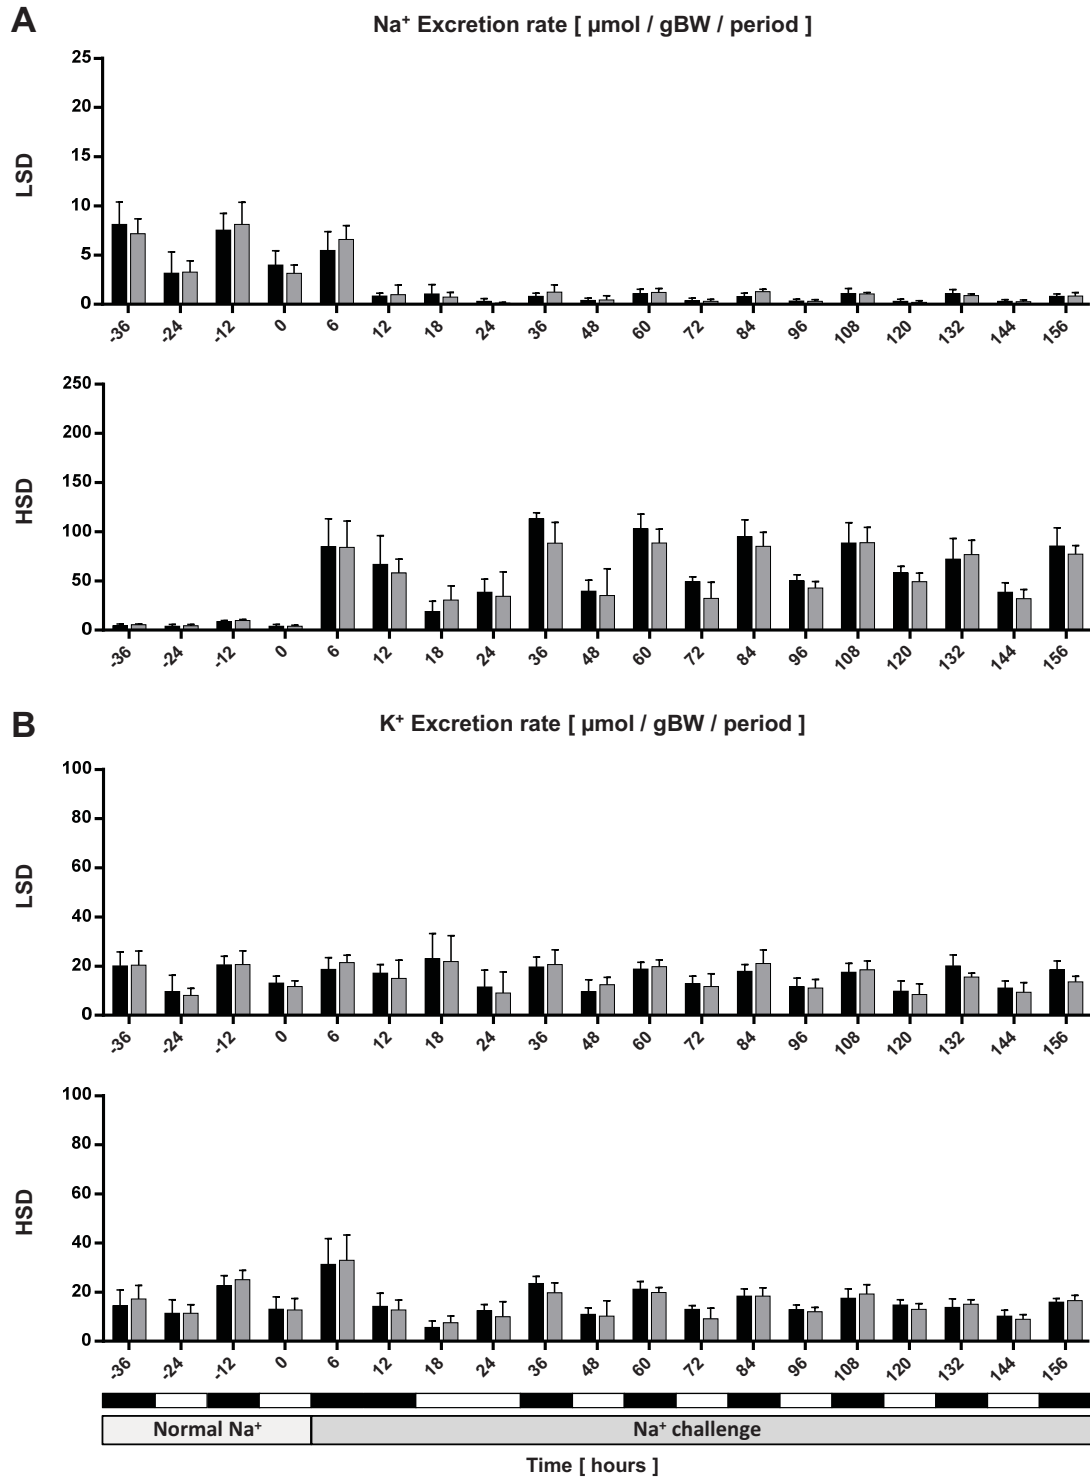 A
Na⁺ Excretion rate [ µmol / gBW / period ]
LSD
25
20
15
10
5
0
-36 -24 -12 0 6 12 18 24 36 48 60 72 84 96 108 120 132 144 156
HSD
250
200
150
100
50
0
-36 -24 -12 0 6 12 18 24 36 48 60 72 84 96 108 120 132 144 156
B
K⁺ Excretion rate [ µmol / gBW / period ]
LSD
100
80
60
40
20
0
-36 -24 -12 0 6 12 18 24 36 48 60 72 84 96 108 120 132 144 156
HSD
100
80
60
40
20
0
-36 -24 -12 0 6 12 18 24 36 48 60 72 84 96 108 120 132 144 156
Normal Na⁺ Na⁺ challenge
Time [ hours ]